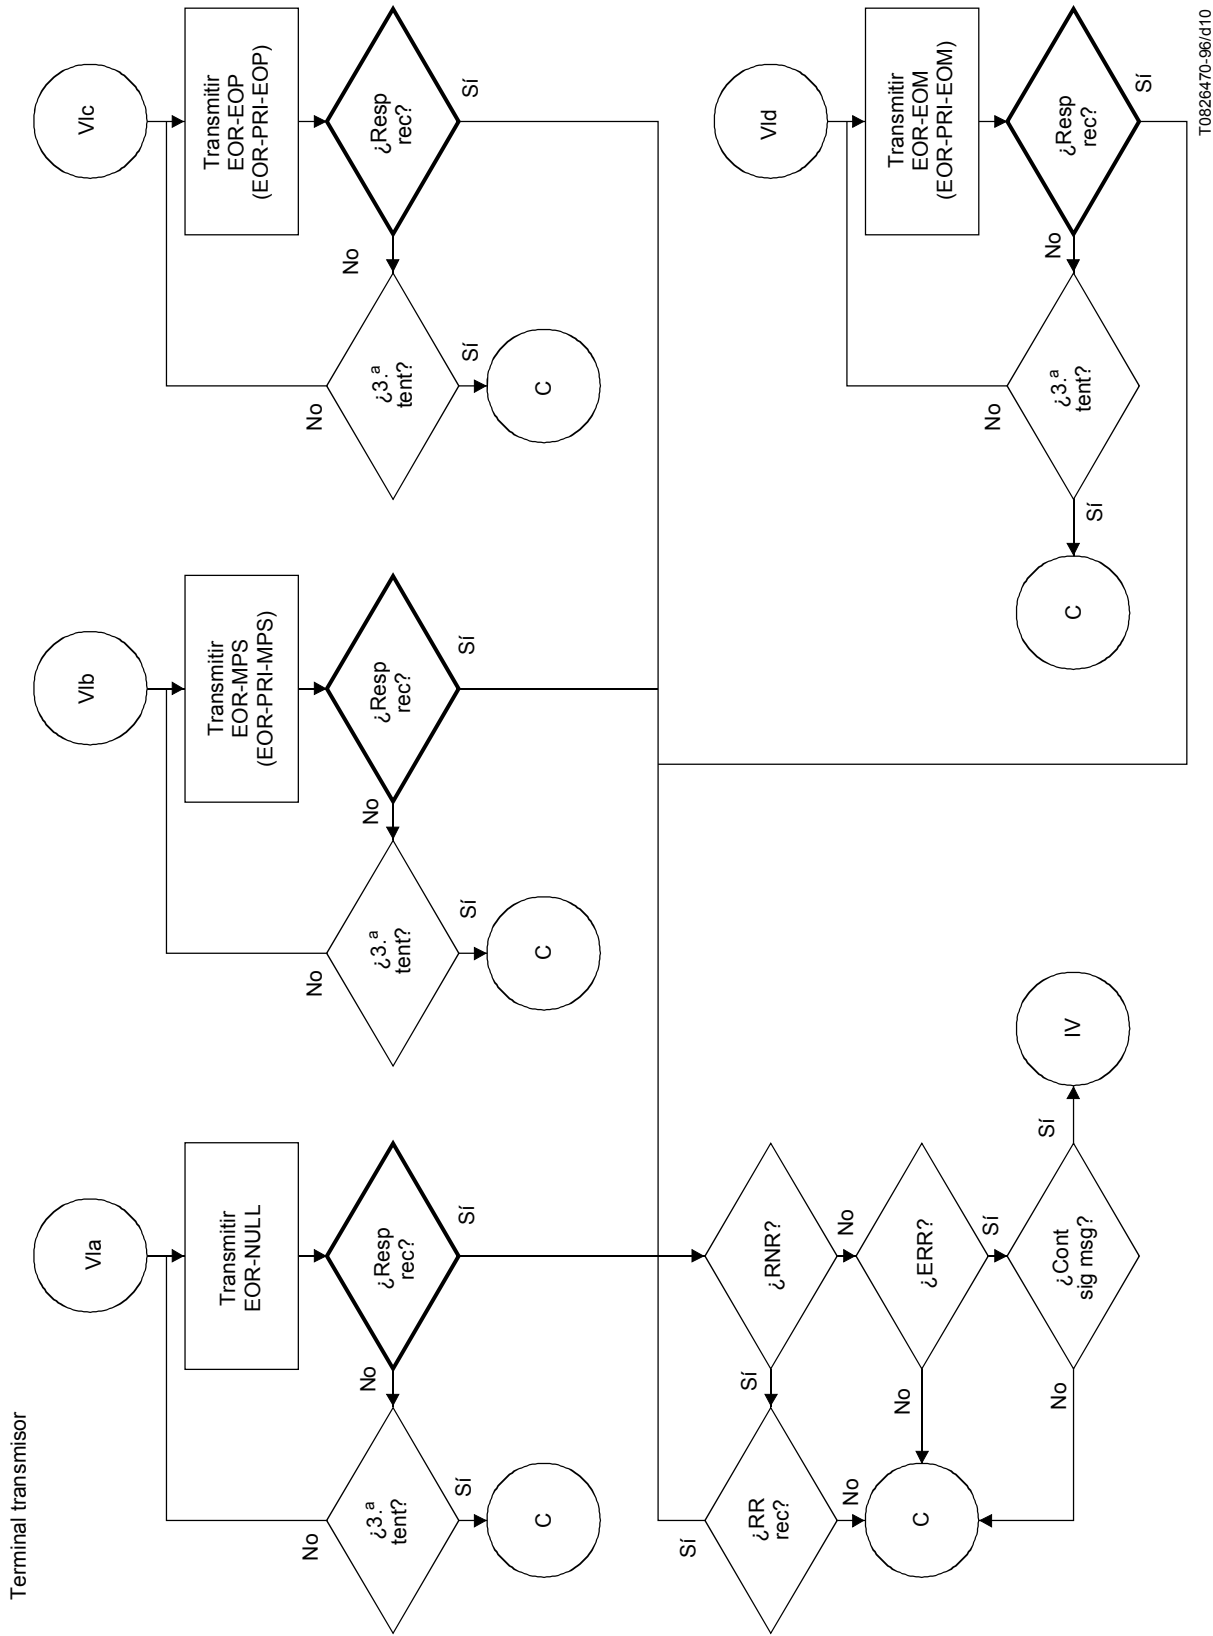 Terminal transmisor
VIa
Transmitir
EOR-NULL
¿Resp
rec?
No
Sí
¿3.ª
tent?
No
Sí
C
VIb
Transmitir
EOR-MPS
(EOR-PRI-MPS)
¿Resp
rec?
No
Sí
¿3.ª
tent?
No
Sí
C
VIc
Transmitir
EOR-EOP
(EOR-PRI-EOP)
¿Resp
rec?
No
Sí
¿3.ª
tent?
No
Sí
C
¿RNR?
Sí
No
¿RR
rec?
Sí
No
C
¿ERR?
No
Sí
¿Cont
sig msg?
No
Sí
IV
VId
Transmitir
EOR-EOM
(EOR-PRI-EOM)
¿Resp
rec?
No
Sí
¿3.ª
tent?
No
Sí
C
T0826470-96/d10